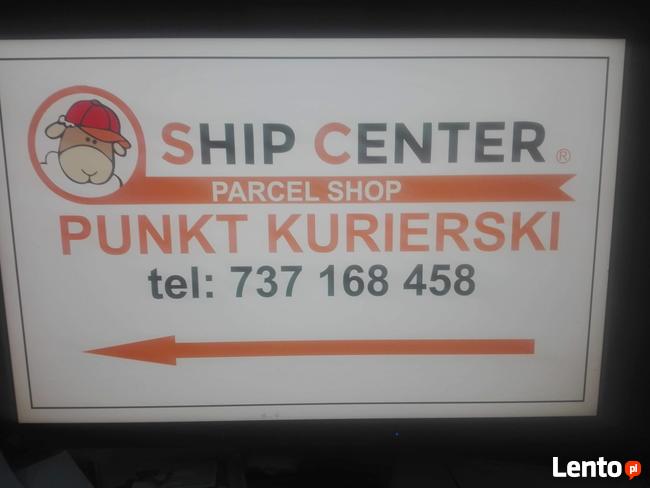 SHIP CENTER ®
PARCEL SHOP
PUNKT KURIERSKI
tel: 737 168 458
Lento pl